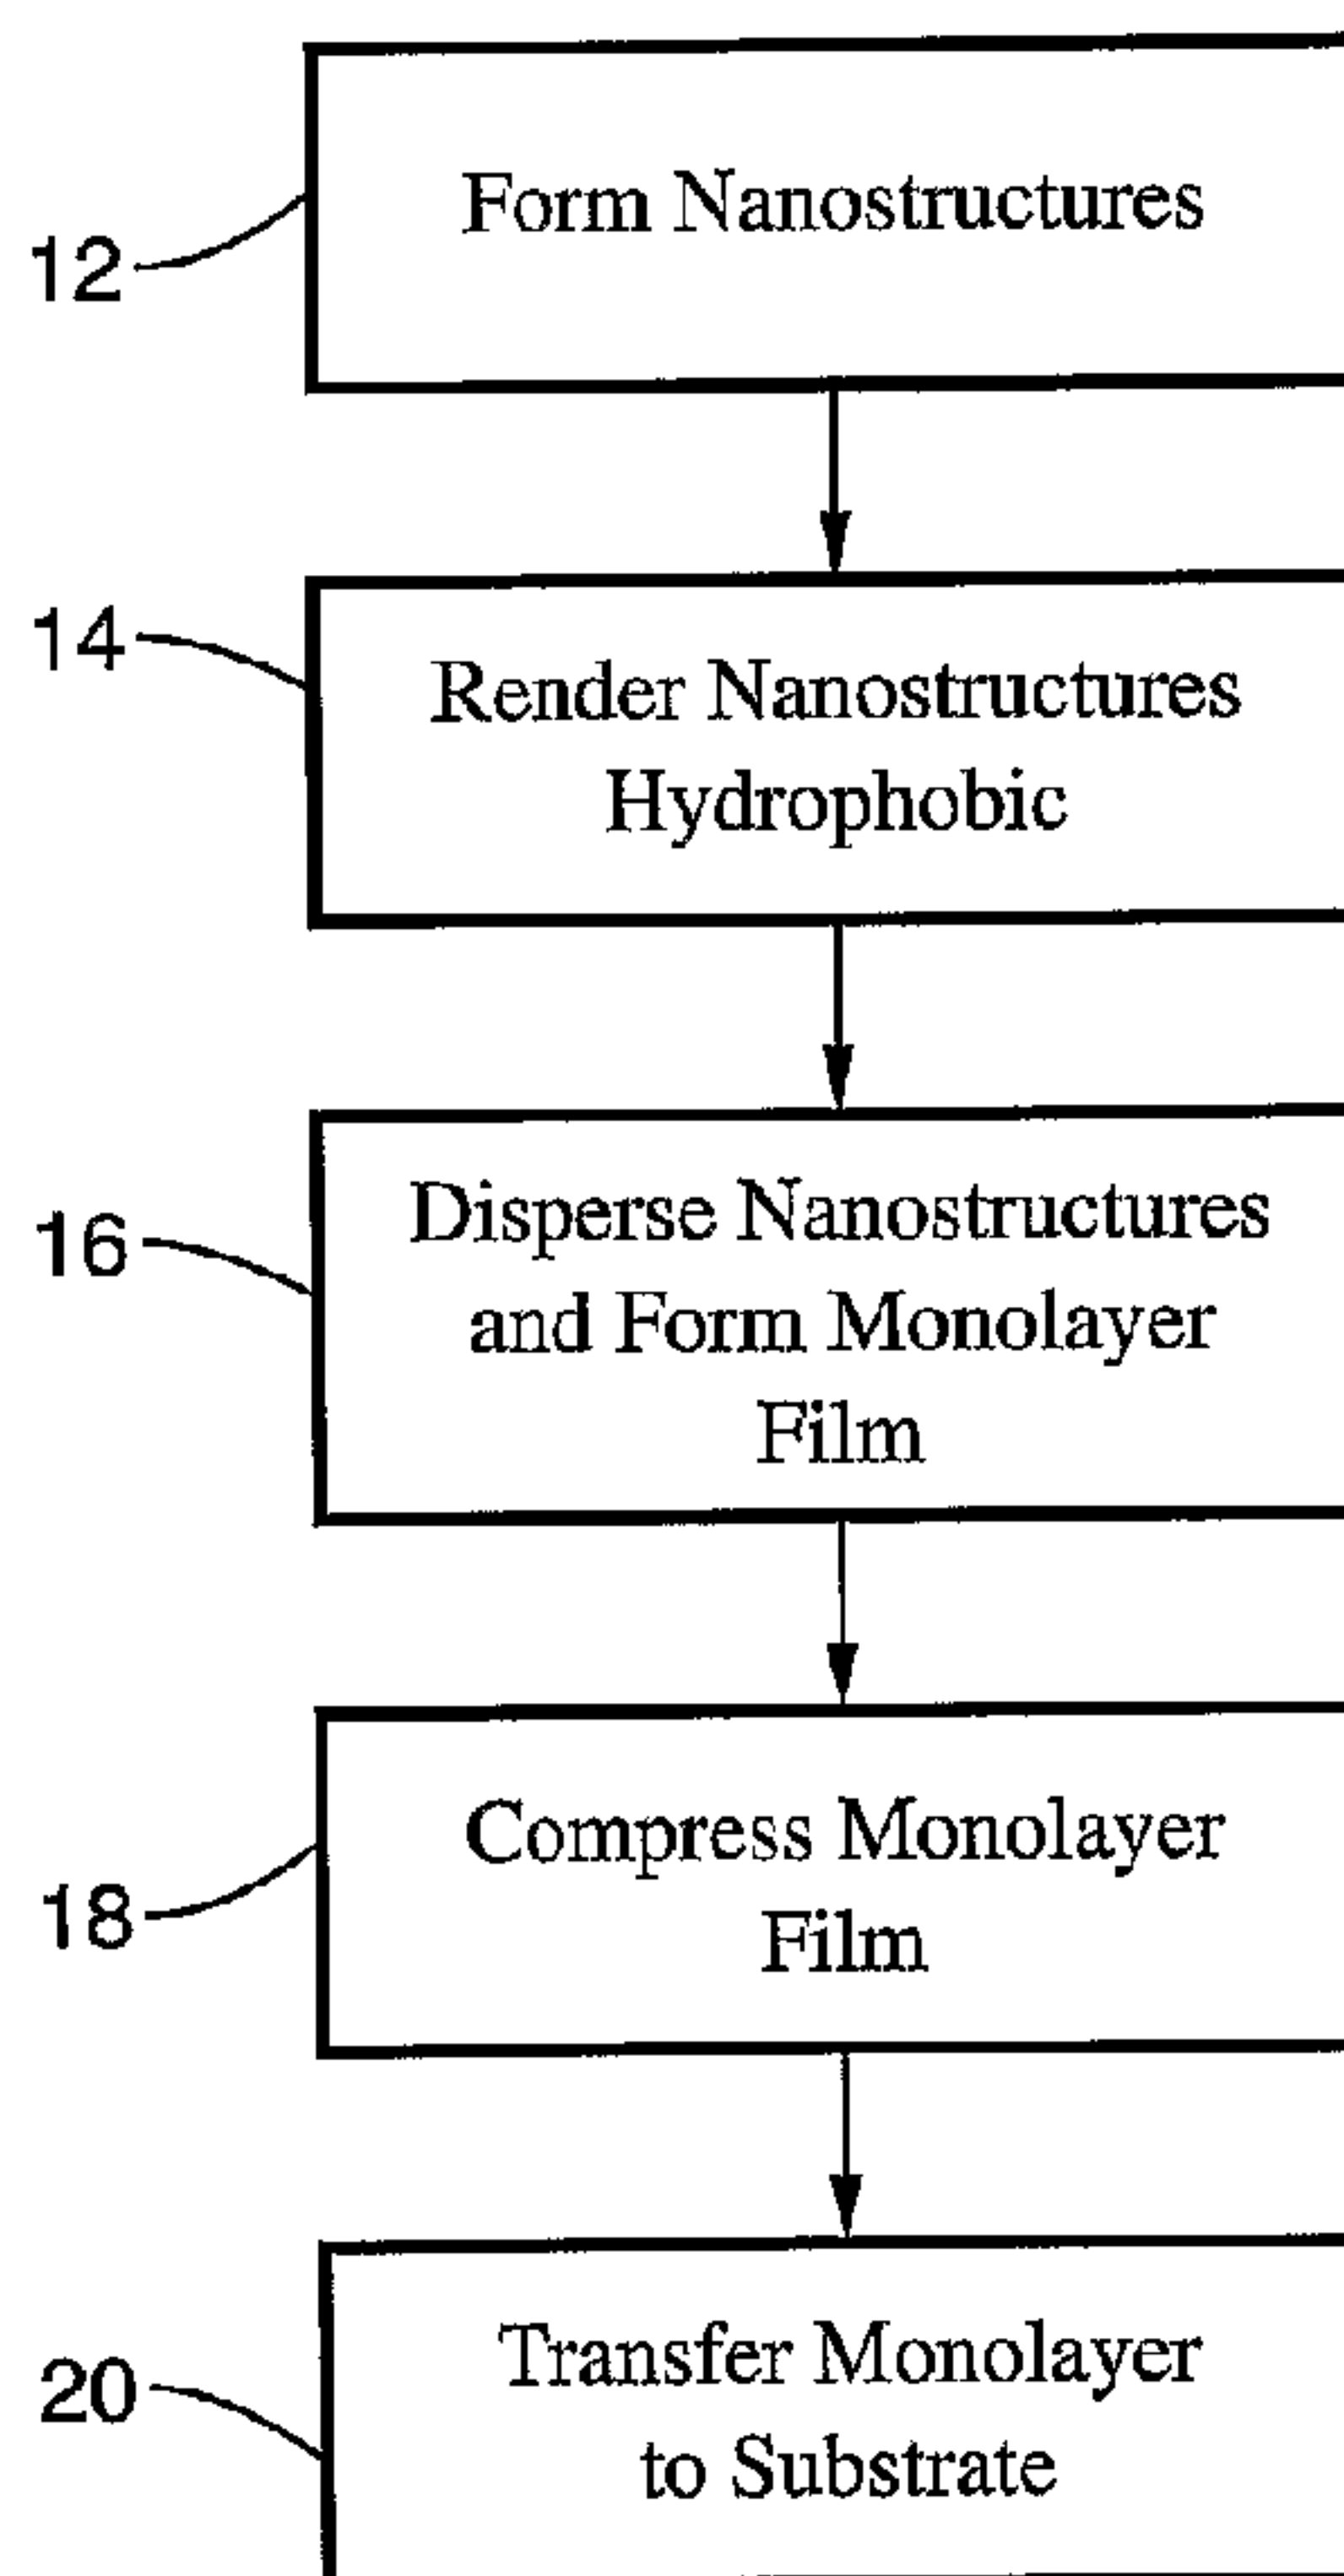 Form Nanostructures
12
14
Render Nanostructures
Hydrophobic
Disperse Nanostructures
16
and Form Monolayer
Film
Compress Monolayer
18
Film
Transfer Monolayer
20
to Substrate